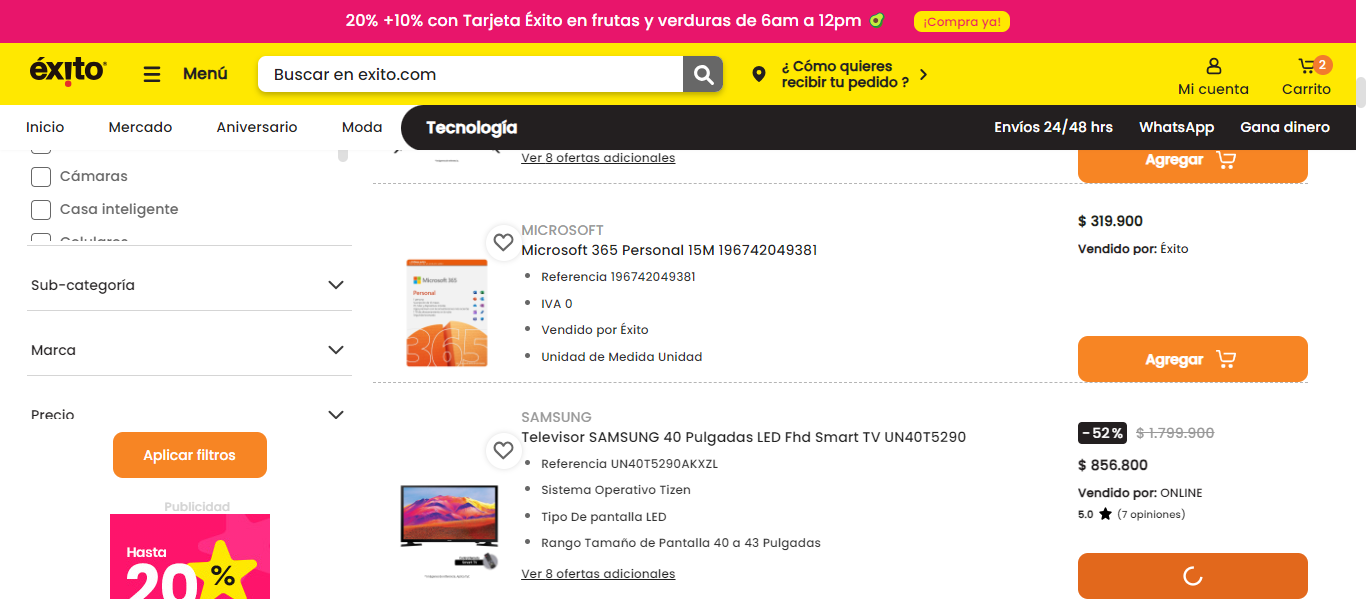 20% +10% con Tarjeta Éxito en frutas y verduras de 6am a 12pm
¡Compra ya!
éxito
Menú
Buscar en exito.com
¿ Cómo quieres
recibir tu pedido ?
2
Mi cuenta
Carrito
Inicio
Mercado
Aniversario
Moda
Tecnología
Envíos 24/48 hrs
WhatsApp
Gana dinero
Cámaras
Casa inteligente
Celulares
Sub-categoría
Marca
Precio
Aplicar filtros
Publicidad
Hasta
20 %
Ver 8 ofertas adicionales
Agregar
MICROSOFT
Microsoft 365 Personal 15M 196742049381
Referencia 196742049381
IVA 0
Vendido por Éxito
Unidad de Medida Unidad
Microsoft 365
Personal
365
$ 319.900
Vendido por: Éxito
Agregar
SAMSUNG
Televisor SAMSUNG 40 Pulgadas LED Fhd Smart TV UN40T5290
Referencia UN40T5290AKXZL
Sistema Operativo Tizen
Tipo De pantalla LED
Rango Tamaño de Pantalla 40 a 43 Pulgadas
Ver 8 ofertas adicionales
Smart TV
-52% $ 1.799.900
$ 856.800
Vendido por: ONLINE
5.0 (7 opiniones)